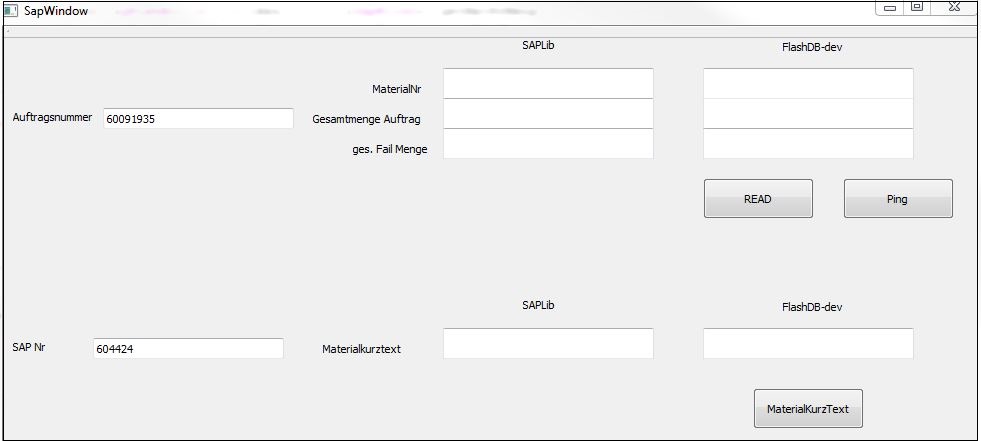 SapWindow
SAPLib FlashDB-dev
MaterialNr
Auftragsnummer 60091935 Gesamtmenge Auftrag
ges. Fail Menge
READ Ping
SAPLib FlashDB-dev
SAP Nr 604424 Materialkurztext
MaterialKurzText